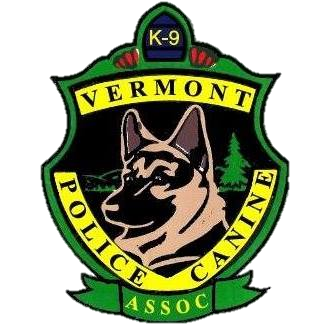 K-9
VERMONT
POLICE CANINE
ASSOC